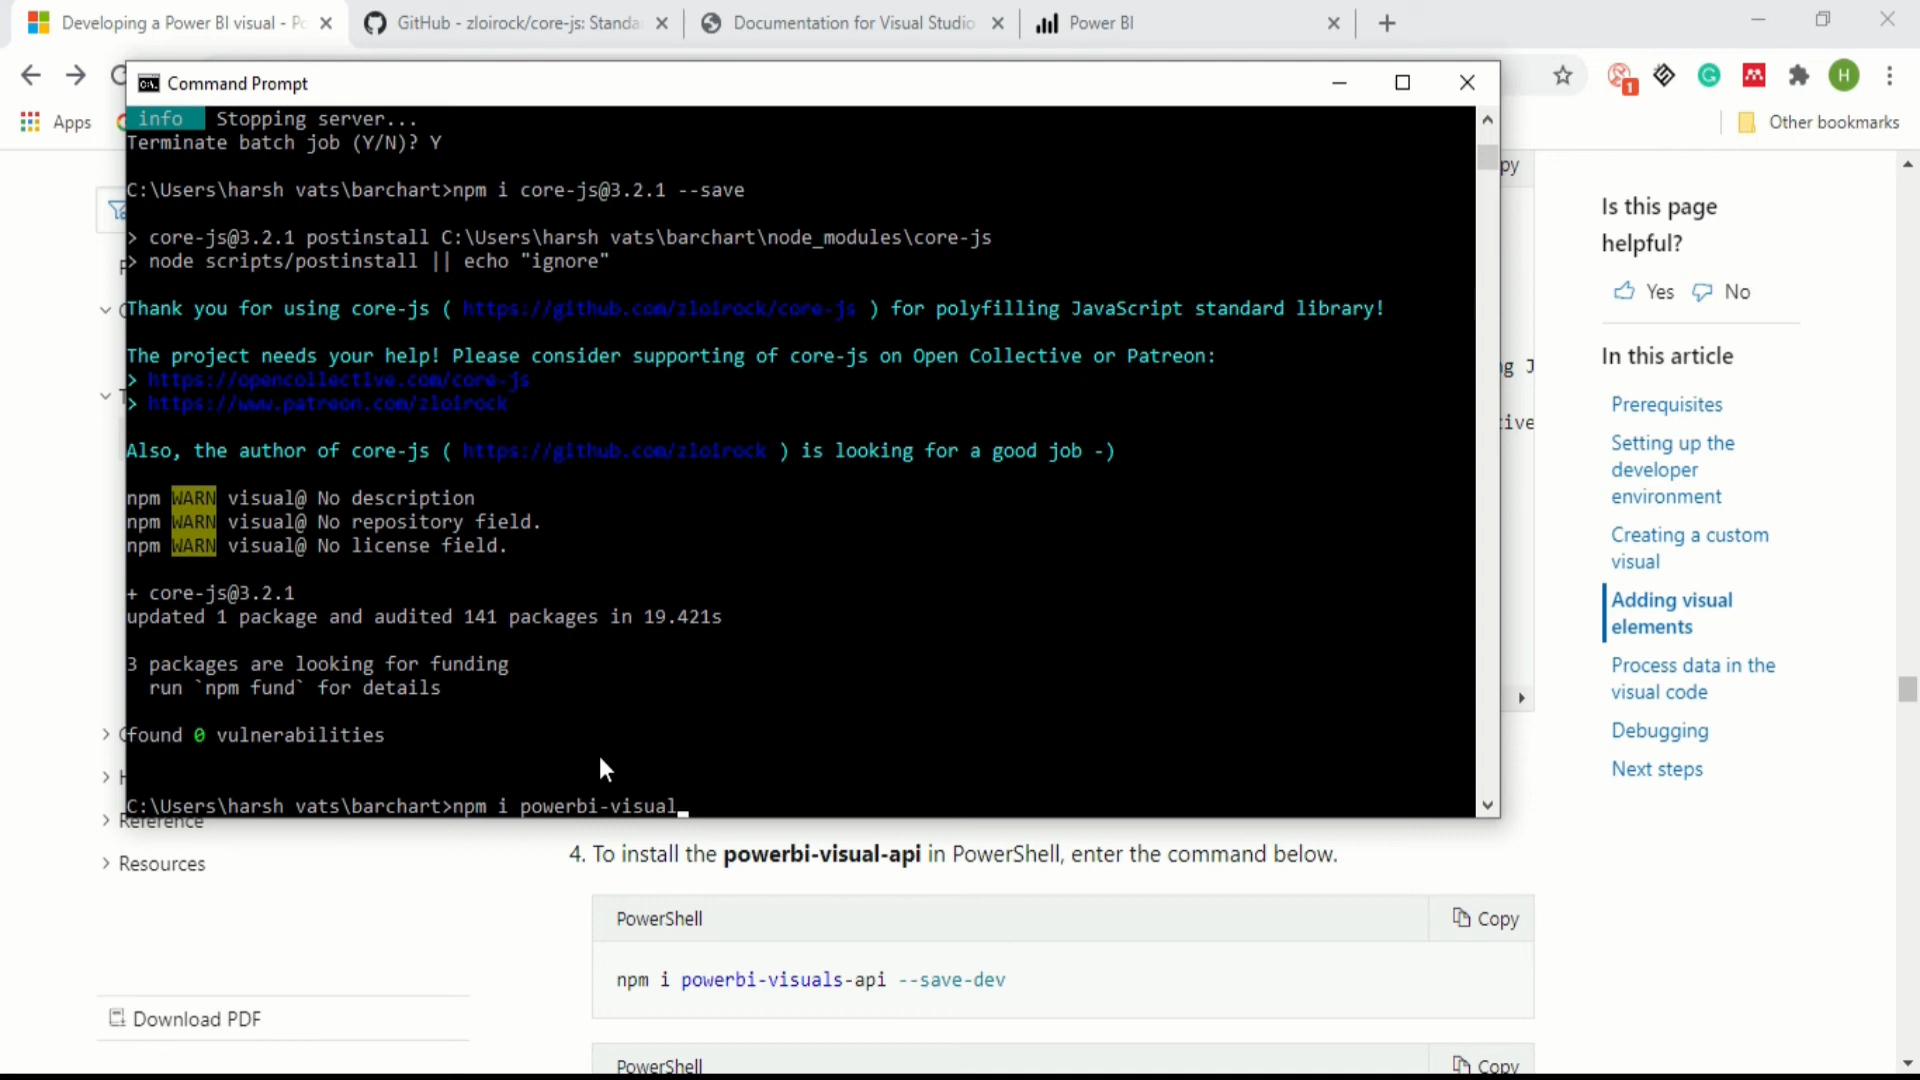 Developing a Power BI visual - Po
GitHub - zloirock/core-js: Standa
Documentation for Visual Studio
Power BI
Command Prompt
1
H
Apps
Other bookmarks
info Stopping server...
Terminate batch job (Y/N)? Y
C:\Users\harsh vats\barchart>npm i core-js@3.2.1 --save
> core-js@3.2.1 postinstall C:\Users\harsh vats\barchart\node_modules\core-js
> node scripts/postinstall || echo "ignore"
Thank you for using core-js ( https://github.com/zloirock/core-js ) for polyfilling JavaScript standard library!
The project needs your help! Please consider supporting of core-js on Open Collective or Patreon:
> https://opencollective.com/core-js
> https://www.patreon.com/zloirock
Also, the author of core-js ( https://github.com/zloirock ) is looking for a good job -)
npm WARN visual@ No description
npm WARN visual@ No repository field.
npm WARN visual@ No license field.
+ core-js@3.2.1
updated 1 package and audited 141 packages in 19.421s
3 packages are looking for funding
run `npm fund` for details
found 0 vulnerabilities
C:\Users\harsh vats\barchart>npm i powerbi-visual
py
g J
tive
Is this page
helpful?
Yes No
In this article
Prerequisites
Setting up the
developer
environment
Creating a custom
visual
Adding visual
elements
Process data in the
visual code
Debugging
Next steps
Reference
Resources
Download PDF
4. To install the powerbi-visual-api in PowerShell, enter the command below.
PowerShell
Copy
npm i powerbi-visuals-api --save-dev
PowerShell
Copy